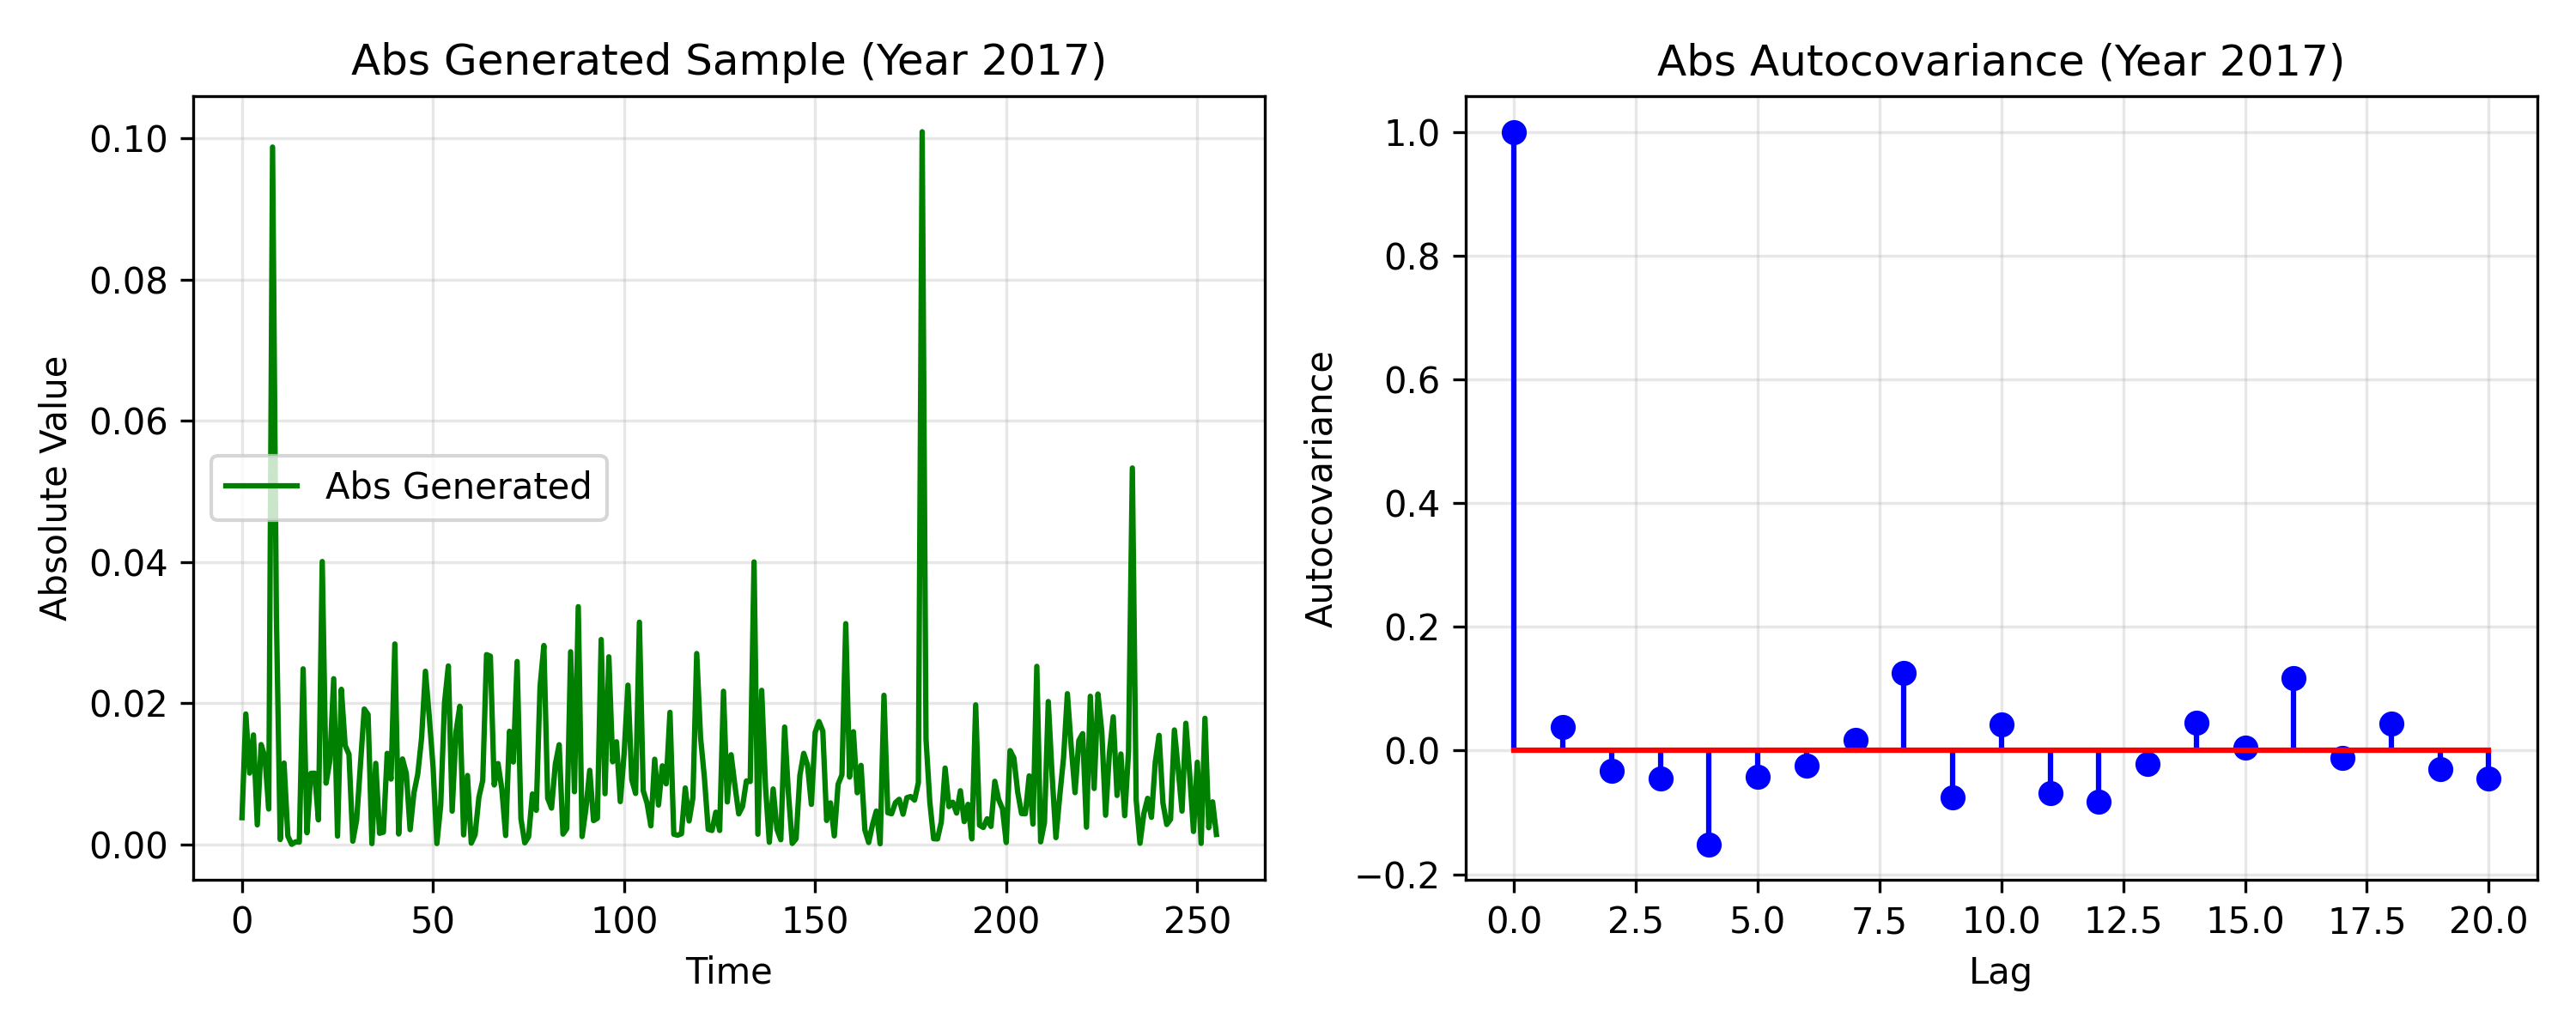 Abs Generated Sample (Year 2017)
Absolute Value
0.10
0.08
0.06
0.04
0.02
0.00
Abs Generated
0 50 100 150 200 250
Time
Abs Autocovariance (Year 2017)
Autocovariance
1.0
0.8
0.6
0.4
0.2
0.0
−0.2
0.0 2.5 5.0 7.5 10.0 12.5 15.0 17.5 20.0
Lag